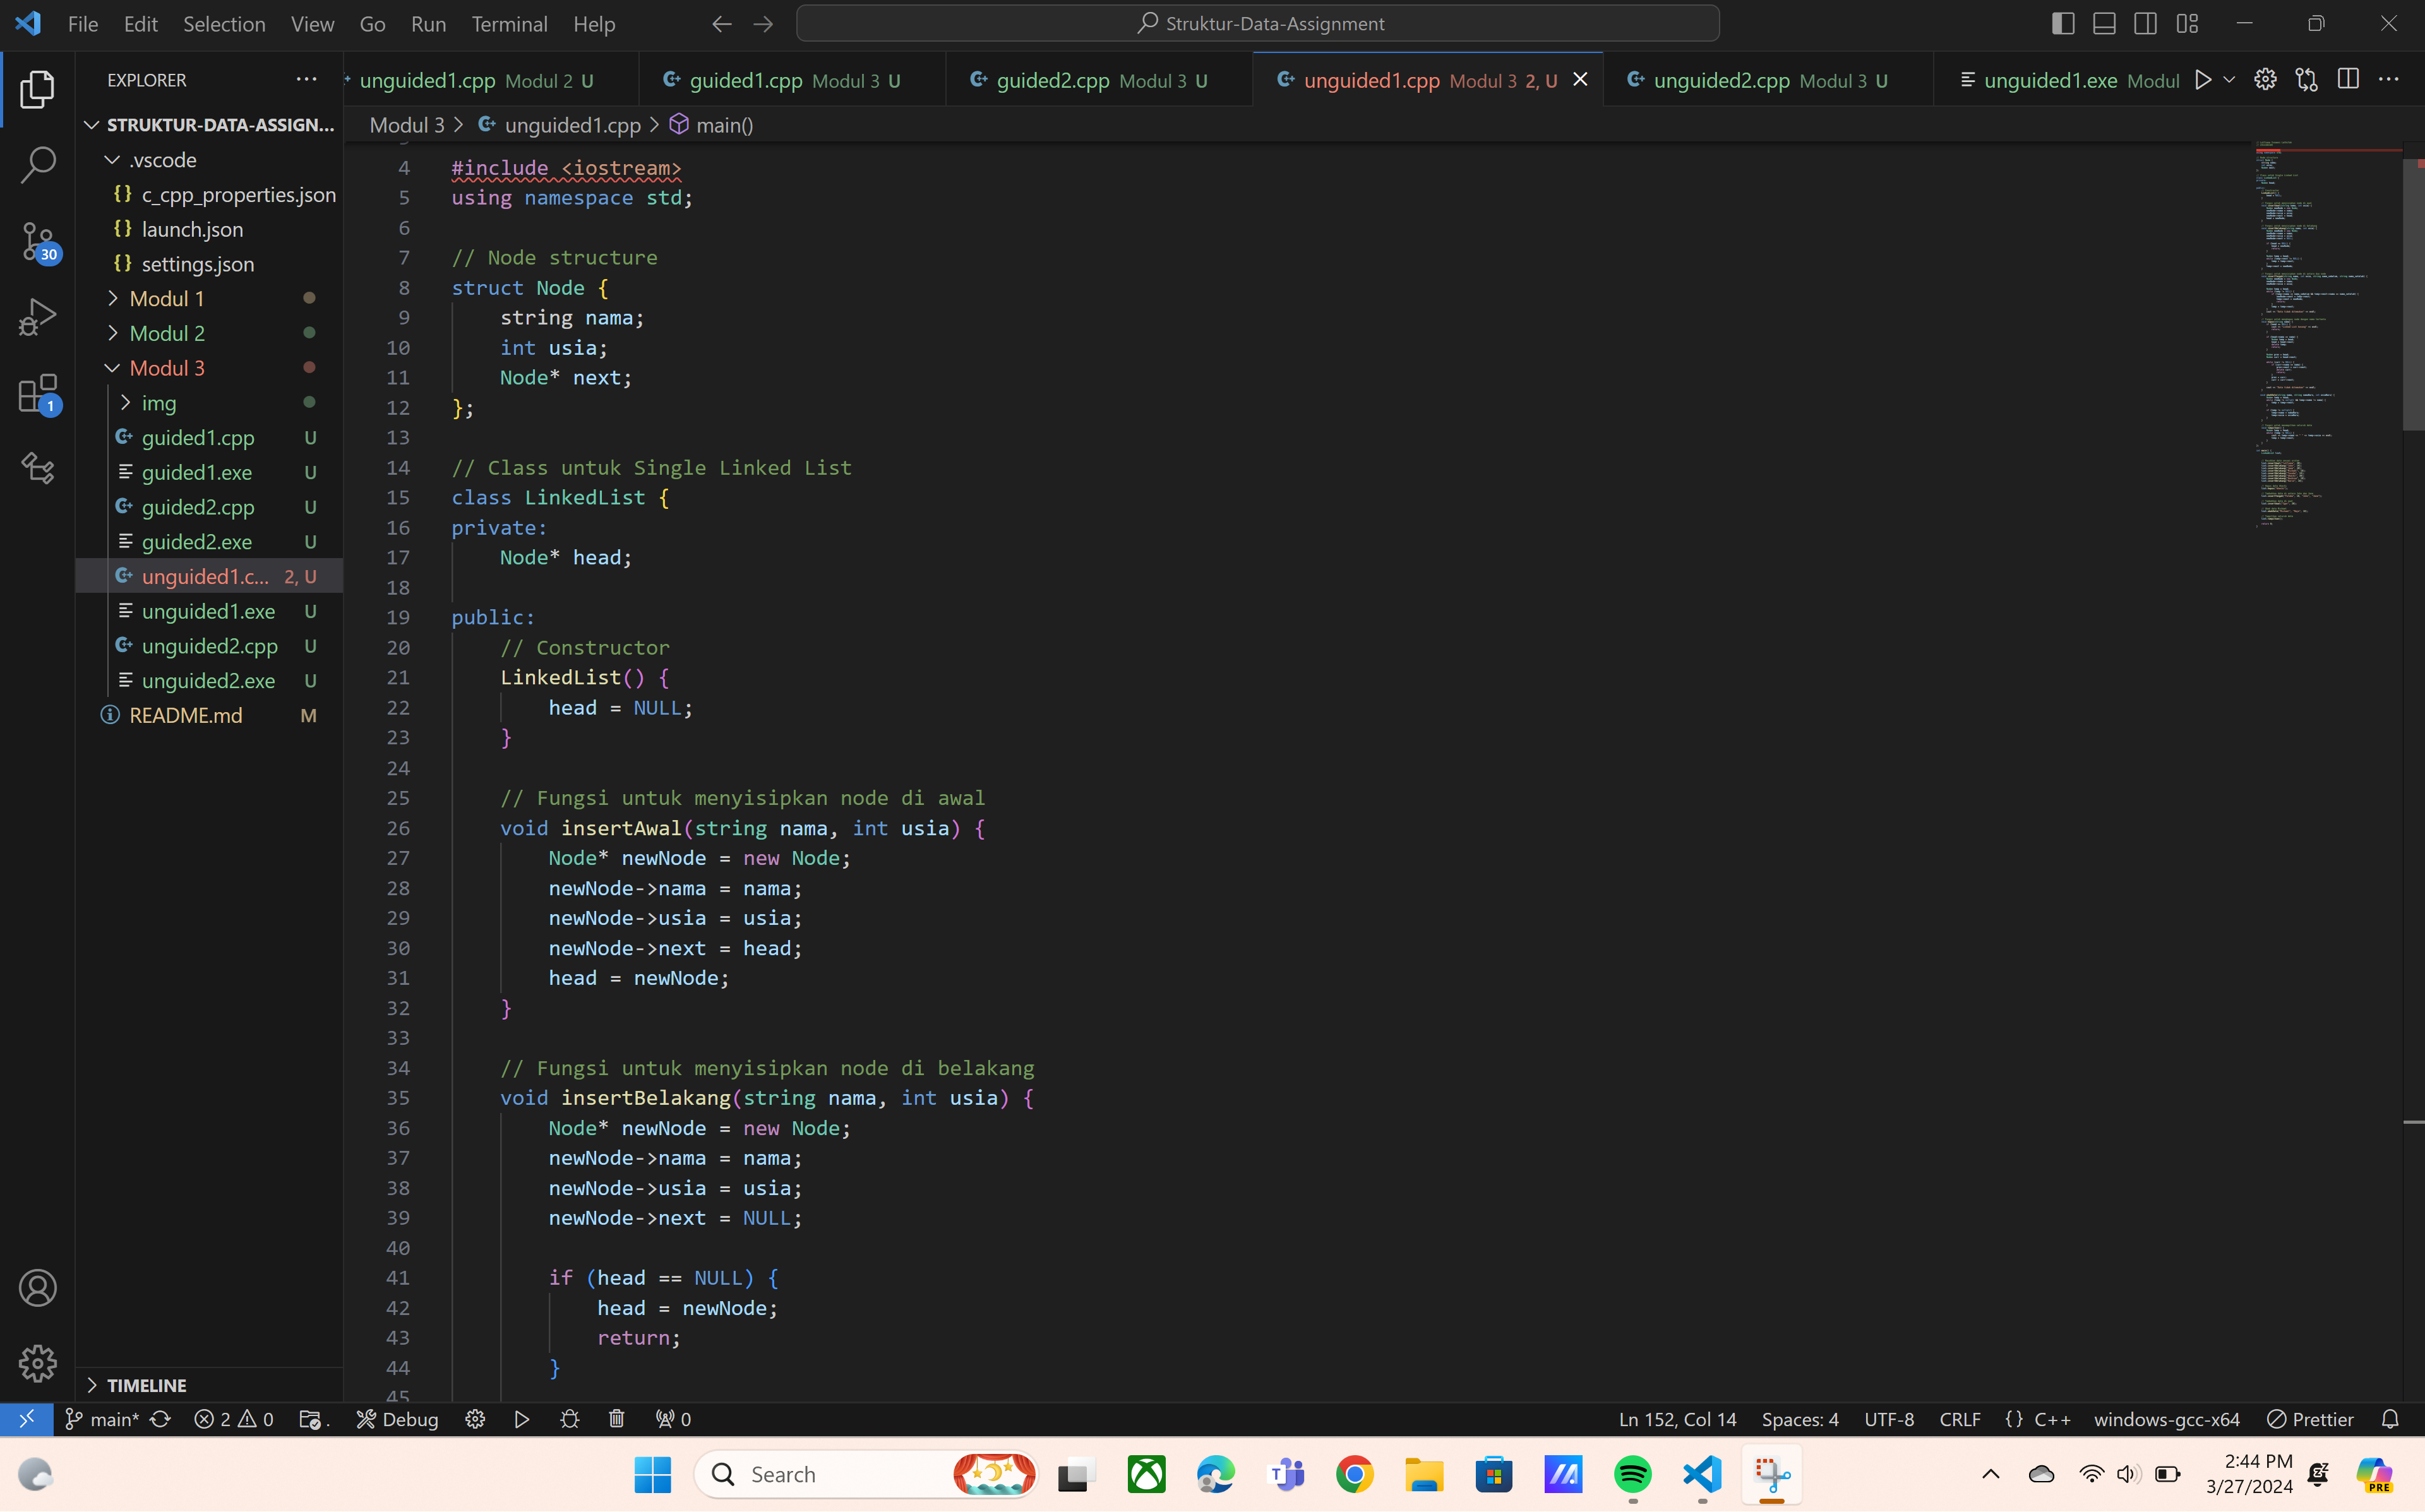 File Edit Selection View Go Run Terminal Help
Struktur-Data-Assignment
EXPLORER
unguided1.cpp Modul 2 U
guided1.cpp Modul 3 U
guided2.cpp Modul 3 U
unguided1.cpp Modul 3 2, U
unguided2.cpp Modul 3 U
unguided1.exe Modul
Modul 3 > unguided1.cpp > main()
STRUKTUR-DATA-ASSIGN...
.vscode
c_cpp_properties.json
launch.json
settings.json
Modul 1
Modul 2
Modul 3
img
guided1.cpp U
guided1.exe U
guided2.cpp U
guided2.exe U
unguided1.c... 2, U
unguided1.exe U
unguided2.cpp U
unguided2.exe U
README.md M
TIMELINE
30
1
4 #include <iostream>
5 using namespace std;
6
7 // Node structure
8 struct Node {
9 string nama;
10 int usia;
11 Node* next;
12 };
13
14 // Class untuk Single Linked List
15 class LinkedList {
16 private:
17 Node* head;
18
19 public:
20 // Constructor
21 LinkedList() {
22 head = NULL;
23 }
24
25 // Fungsi untuk menyisipkan node di awal
26 void insertAwal(string nama, int usia) {
27 Node* newNode = new Node;
28 newNode->nama = nama;
29 newNode->usia = usia;
30 newNode->next = head;
31 head = newNode;
32 }
33
34 // Fungsi untuk menyisipkan node di belakang
35 void insertBelakang(string nama, int usia) {
36 Node* newNode = new Node;
37 newNode->nama = nama;
38 newNode->usia = usia;
39 newNode->next = NULL;
40
41 if (head == NULL) {
42 head = newNode;
43 return;
44 }
45
main* 2 0 . Debug 0
Ln 152, Col 14 Spaces: 4 UTF-8 CRLF {} C++ windows-gcc-x64 Prettier
Search
2:44 PM
3/27/2024
PRE